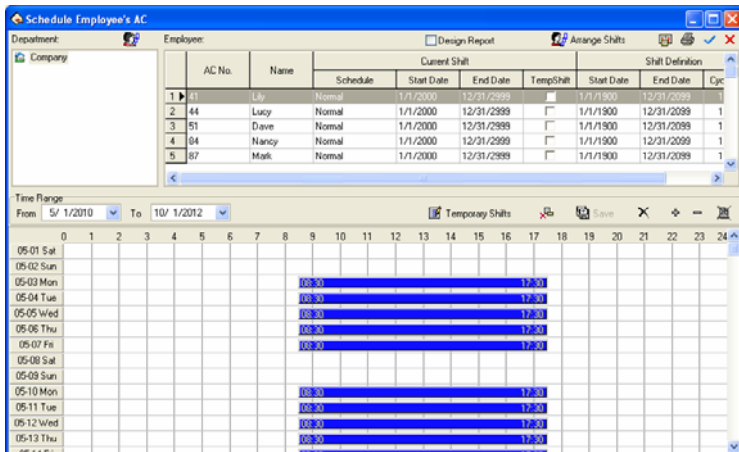 Schedule Employee's AC
Department: Employee: Design Report Arrange Shifts
Company
Current Shift Shift Definition
AC No. Name Schedule Start Date End Date TempShift Start Date End Date Cyc
1 41 Lily Normal 1/1/2000 12/31/2999 1/1/1900 12/31/2099 1
2 44 Lucy Normal 1/1/2000 12/31/2999 1/1/1900 12/31/2099 1
3 51 Dave Normal 1/1/2000 12/31/2999 1/1/1900 12/31/2099 1
4 84 Nancy Normal 1/1/2000 12/31/2999 1/1/1900 12/31/2099 1
5 87 Mark Normal 1/1/2000 12/31/2999 1/1/1900 12/31/2099 1
Time Range
From 5/ 1/2010 To 10/ 1/2012 Temporary Shifts Save
0 1 2 3 4 5 6 7 8 9 10 11 12 13 14 15 16 17 18 19 20 21 22 23 24
05-01 Sat
05-02 Sun
05-03 Mon 08:30 17:30
05-04 Tue 08:30 17:30
05-05 Wed 08:30 17:30
05-06 Thu 08:30 17:30
05-07 Fri 08:30 17:30
05-08 Sat
05-09 Sun
05-10 Mon 08:30 17:30
05-11 Tue 08:30 17:30
05-12 Wed 08:30 17:30
05-13 Thu 08:30 17:30